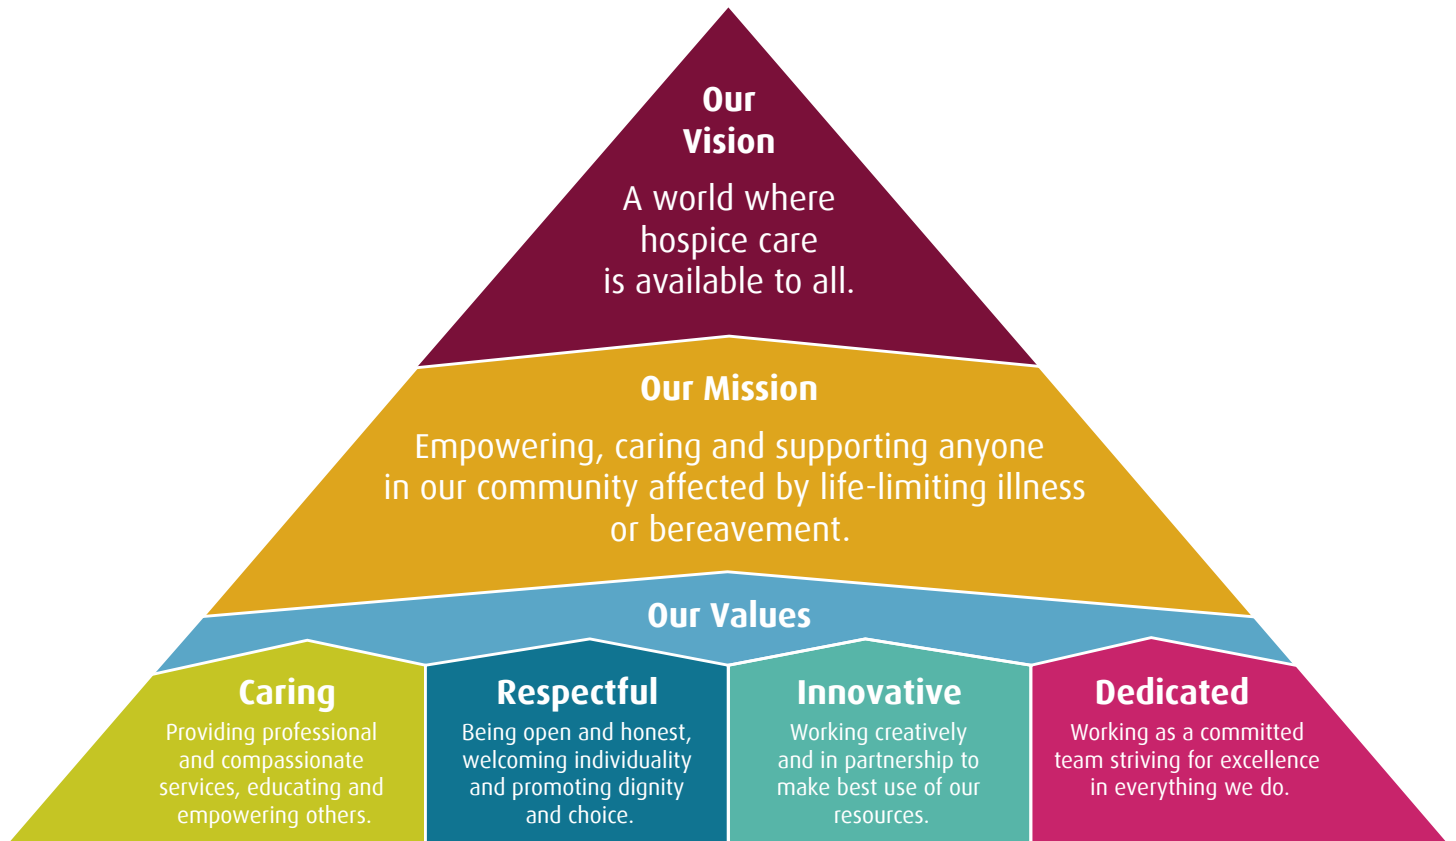 Our
Vision
A world where
hospice care
is available to all.
Our Mission
Empowering, caring and supporting anyone
in our community affected by life-limiting illness
or bereavement.
Our Values
Caring
Providing professional
and compassionate
services, educating and
empowering others.
Respectful
Being open and honest,
welcoming individuality
and promoting dignity
and choice.
Innovative
Working creatively
and in partnership to
make best use of our
resources.
Dedicated
Working as a committed
team striving for excellence
in everything we do.